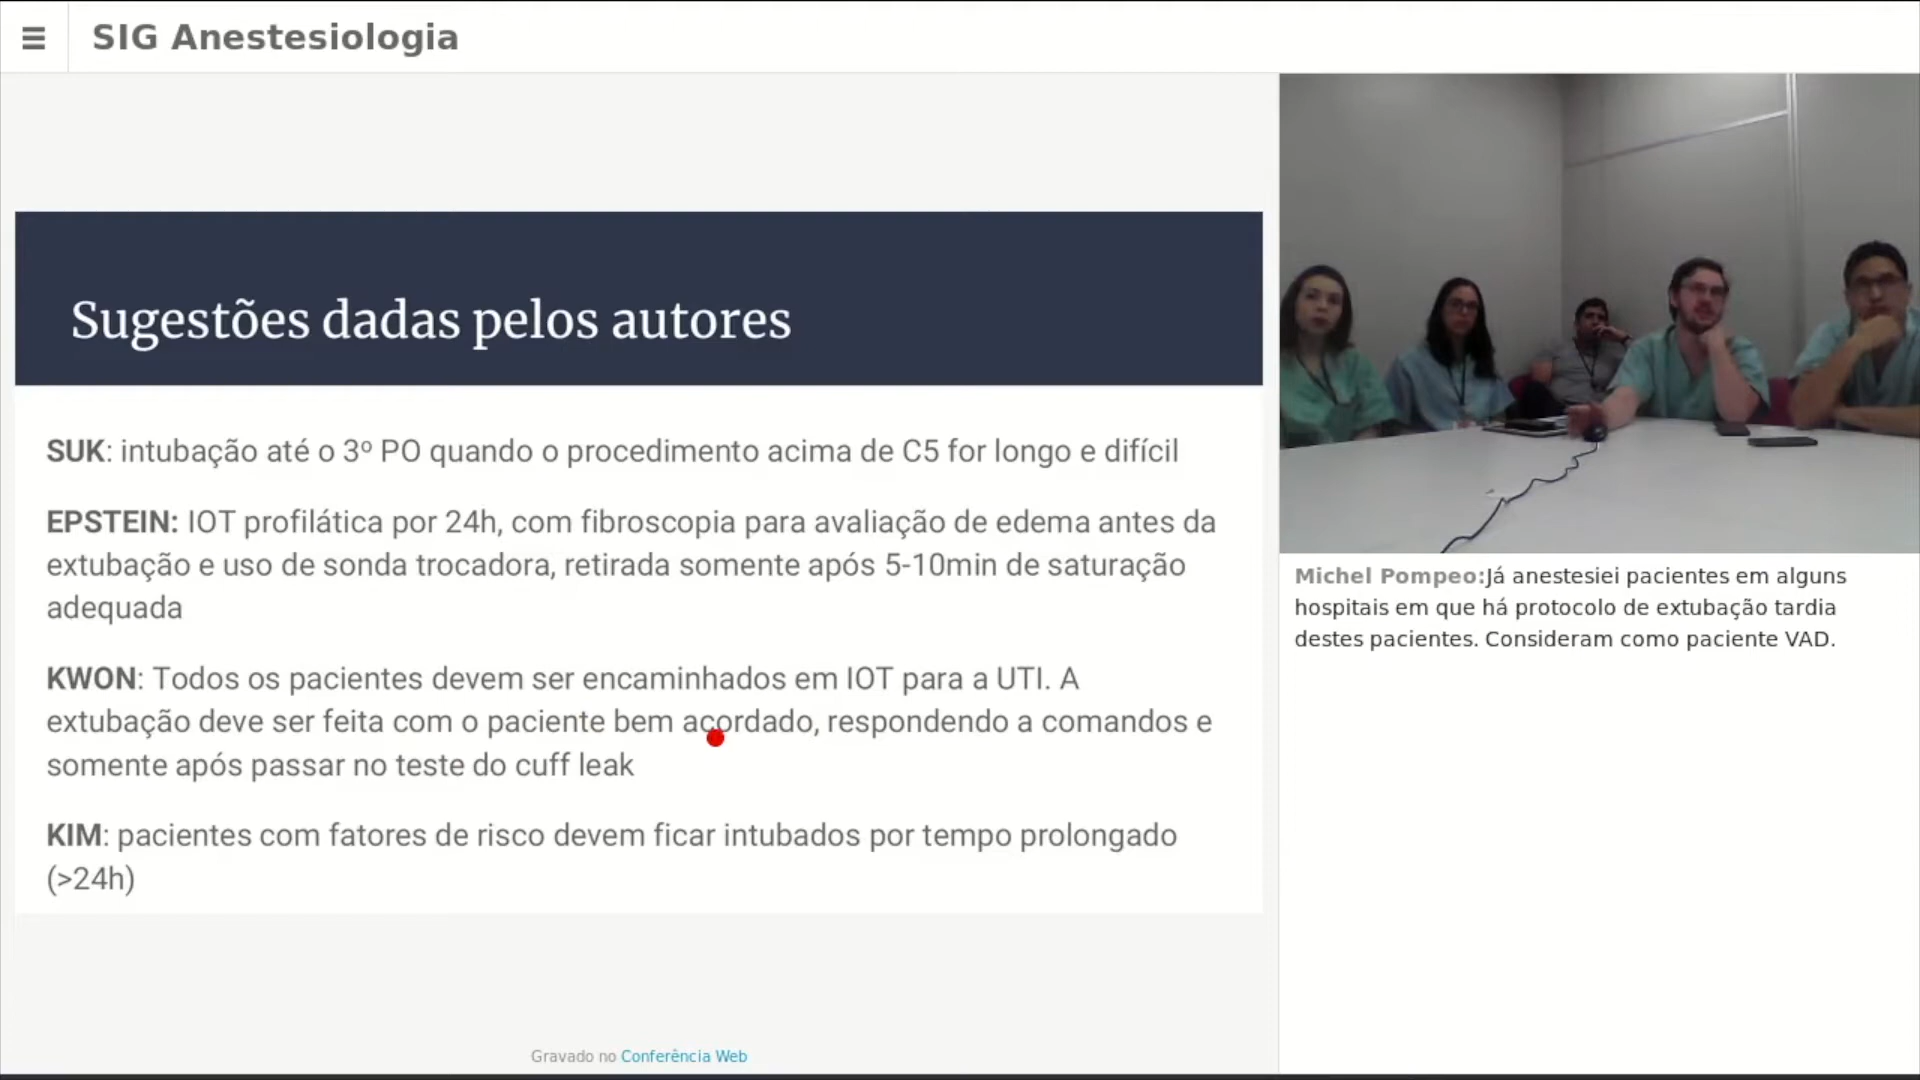 SIG Anestesiologia
Sugestões dadas pelos autores
SUK: intubação até o 3º PO quando o procedimento acima de C5 for longo e difícil
EPSTEIN: IOT profilática por 24h, com fibroscopia para avaliação de edema antes da
extubação e uso de sonda trocadora, retirada somente após 5-10min de saturação
adequada
KWON: Todos os pacientes devem ser encaminhados em IOT para a UTI. A
extubação deve ser feita com o paciente bem acordado, respondendo a comandos e
somente após passar no teste do cuff leak
KIM: pacientes com fatores de risco devem ficar intubados por tempo prolongado
(>24h)
Michel Pompeo:Já anestesiei pacientes em alguns
hospitais em que há protocolo de extubação tardia
destes pacientes. Consideram como paciente VAD.
Gravado no Conferência Web